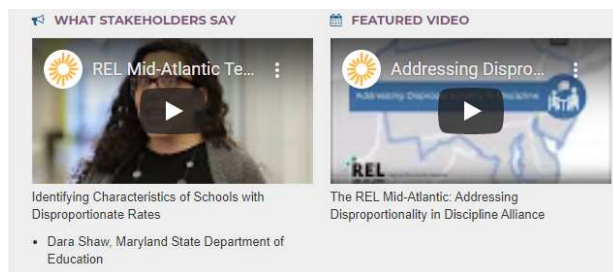 WHAT STAKEHOLDERS SAY
REL Mid-Atlantic Te...
Identifying Characteristics of Schools with
Disproportionate Rates
• Dara Shaw, Maryland State Department of
Education
FEATURED VIDEO
Addressing Dispro...
Addressing Disproportionality in Discipline
REL
The REL Mid-Atlantic: Addressing
Disproportionality in Discipline Alliance